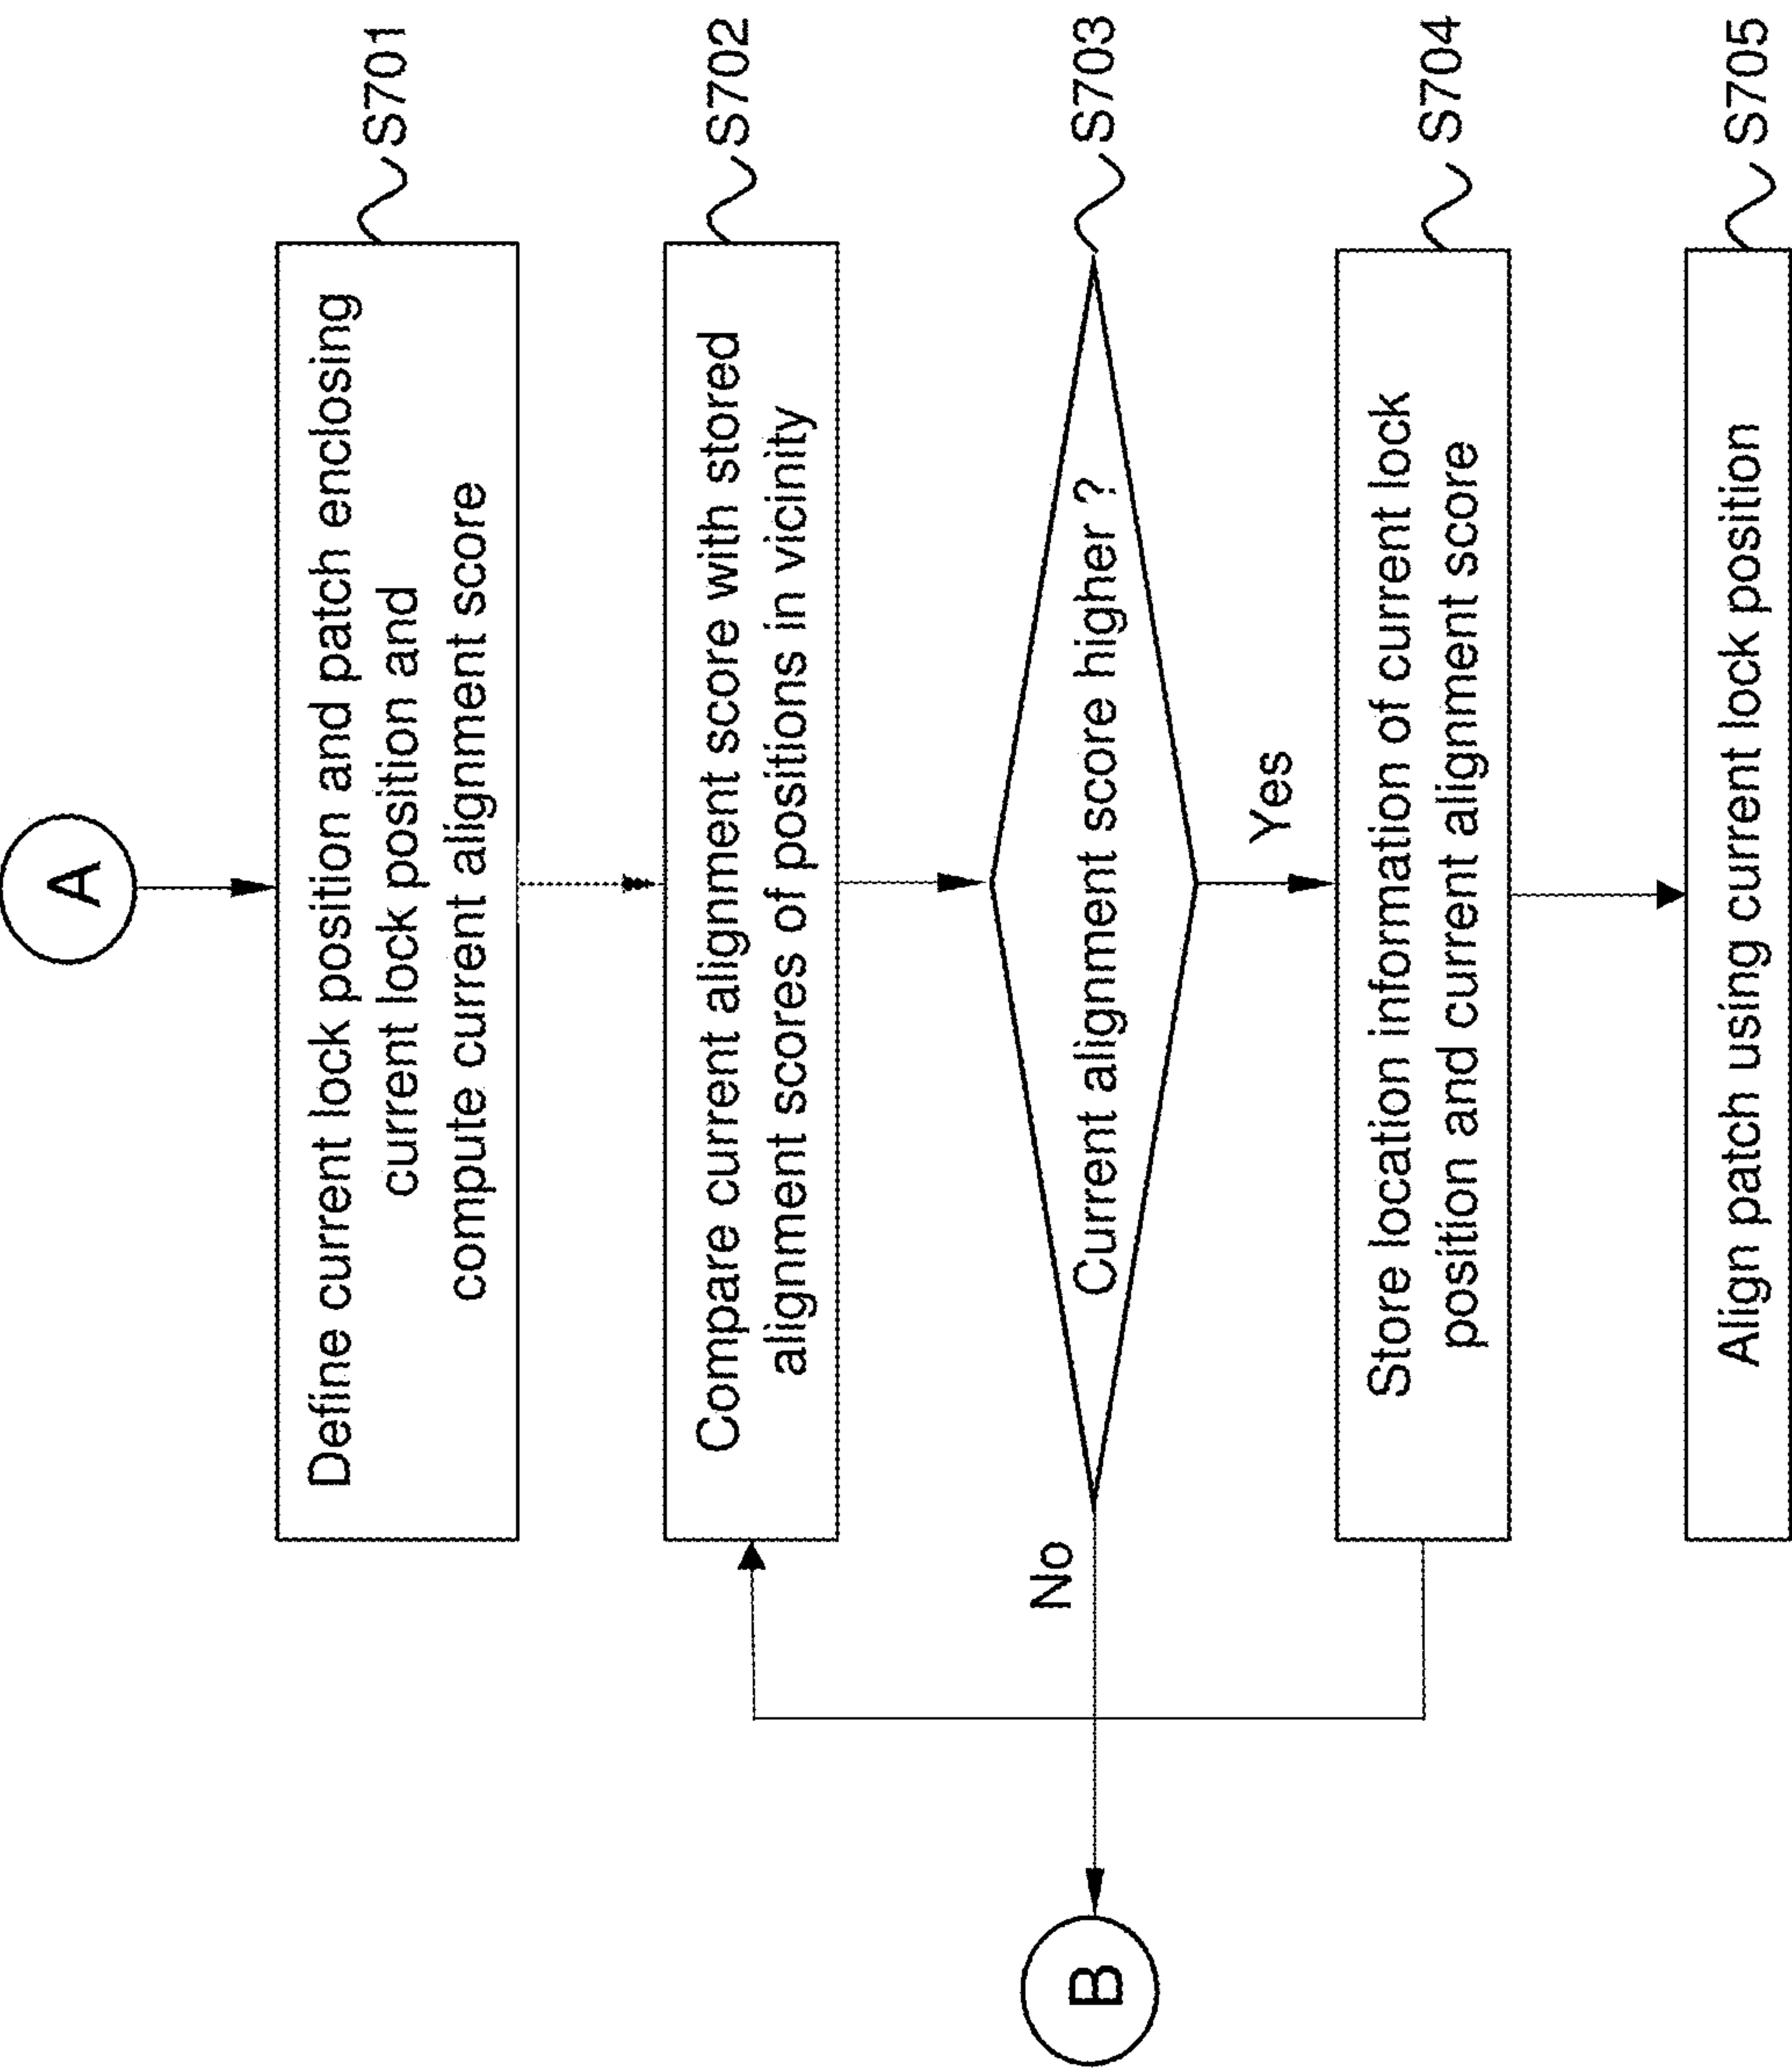 A
Define current lock position and patch enclosing
current lock position and
compute current alignment score
S701
Compare current alignment score with stored
alignment scores of positions in vicinity
S702
Current alignment score higher ?
S703
No
B
Yes
Store location information of current lock
position and current alignment score
S704
Align patch using current lock position
S705